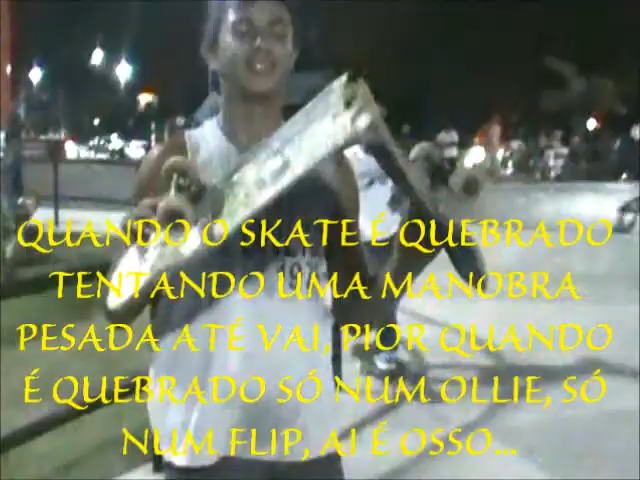 QUANDO O SKATE É QUEBRADO
TENTANDO UMA MANOBRA
PESADA ATÉ VAI, PIOR QUANDO
É QUEBRADO SÓ NUM OLLIE, SÓ
NUM FLIP, AI É OSSO...